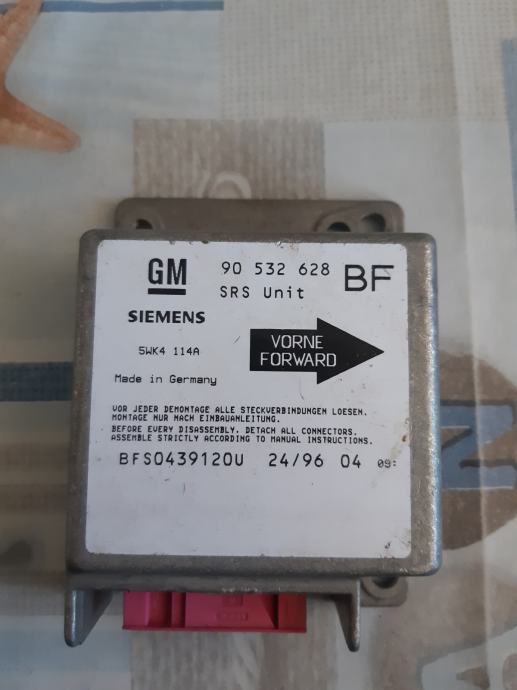 GM 90 532 628 BF
SRS Unit
SIEMENS
5WK4 114A
VORNE
FORWARD
Made in Germany
VOR JEDER DEMONTAGE ALLE STECKVERBINDUNGEN LOESEN.
MONTAGE NUR NACH EINBAUANLEITUNG.
BEFORE EVERY DISASSEMBLY, DETACH ALL CONNECTORS.
ASSEMBLE STRICTLY ACCORDING TO MANUAL INSTRUCTIONS.
BFS0439120U 24/96 04 09: